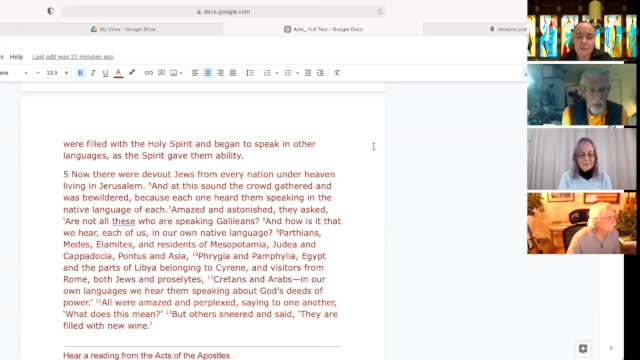 docs.google.com
My Drive - Google Drive
Acts_ Full Text - Google Docs
Amazon.com
Help Last edit was 22 minutes ago
23.5 B I U A
were filled with the Holy Spirit and began to speak in other
languages, as the Spirit gave them ability.
5 Now there were devout Jews from every nation under heaven
living in Jerusalem. 6And at this sound the crowd gathered and
was bewildered, because each one heard them speaking in the
native language of each. 7Amazed and astonished, they asked,
‘Are not all these who are speaking Galileans? 8And how is it that
we hear, each of us, in our own native language? 9Parthians,
Medes, Elamites, and residents of Mesopotamia, Judea and
Cappadocia, Pontus and Asia, 10Phrygia and Pamphylia, Egypt
and the parts of Libya belonging to Cyrene, and visitors from
Rome, both Jews and proselytes, 11Cretans and Arabs—in our
own languages we hear them speaking about God’s deeds of
power.’ 12All were amazed and perplexed, saying to one another,
‘What does this mean?’ 13But others sneered and said, ‘They are
filled with new wine.’
Hear a reading from the Acts of the Apostles